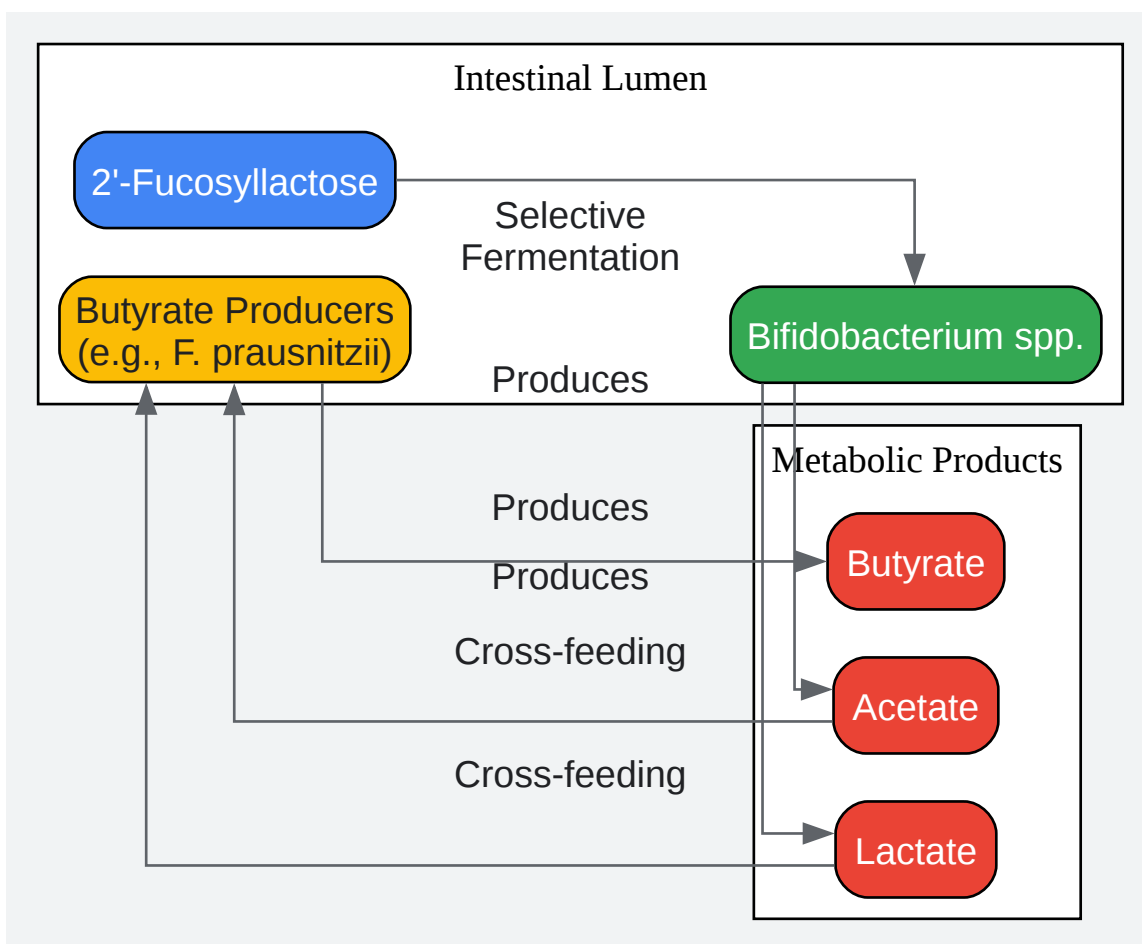 Intestinal Lumen
2'-Fucosyllactose
Selective
Fermentation
Butyrate Producers
(e.g., F. prausnitzii)
Bifidobacterium spp.
Produces
Metabolic Products
Produces
Butyrate
Produces
Cross-feeding
Acetate
Cross-feeding
Lactate